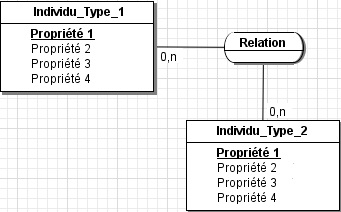 Individu_Type_1
Propriété 1
Propriété 2
Propriété 3
Propriété 4
0,n
Relation
0,n
Individu_Type_2
Propriété 1
Propriété 2
Propriété 3
Propriété 4